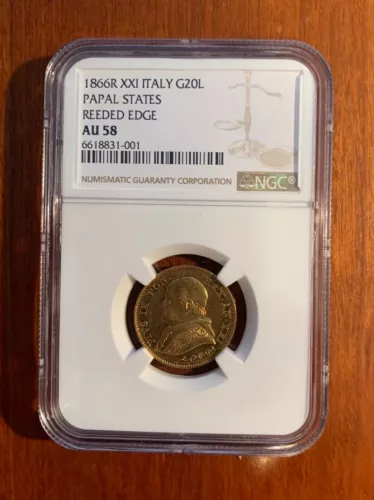 1866R XXI ITALY G20L
PAPAL STATES
REEDED EDGE
AU 58
6618831-001
NUMISMATIC GUARANTY CORPORATION
NGC®